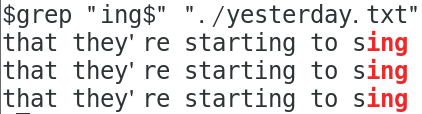 $grep "ing$" "./yesterday.txt"
that they're starting to sing
that they're starting to sing
that they're starting to sing